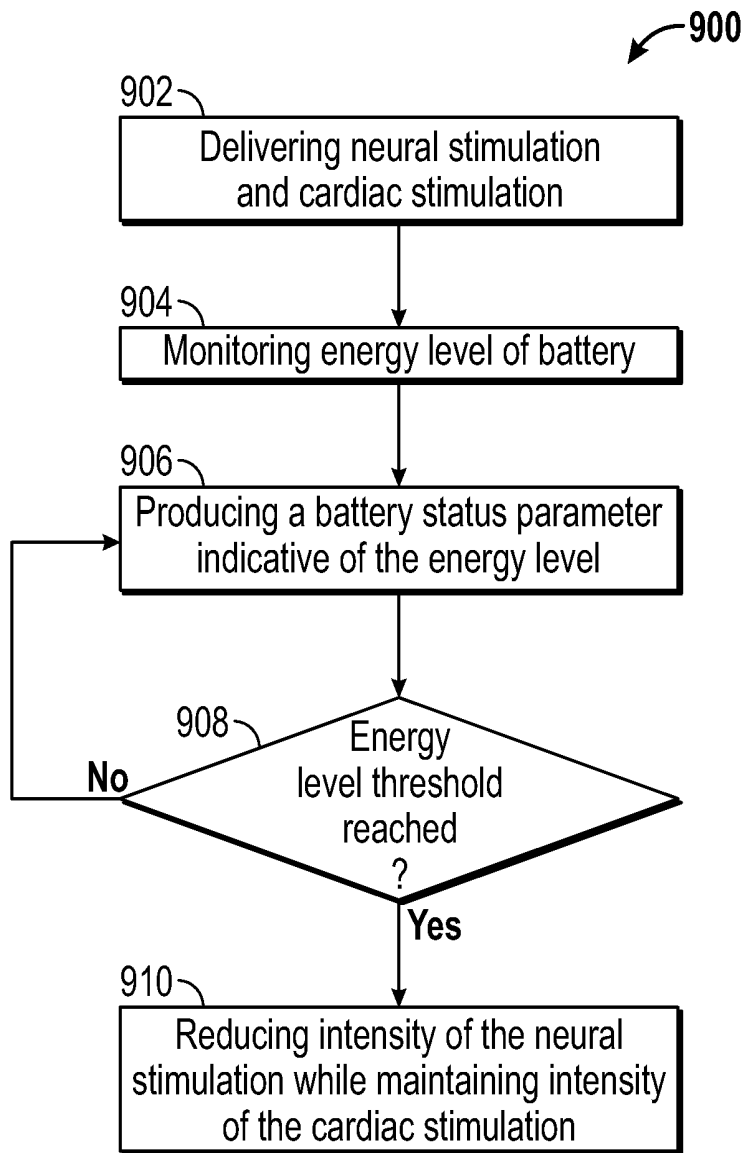 900
902
Delivering neural stimulation
and cardiac stimulation
904
Monitoring energy level of battery
906
Producing a battery status parameter
indicative of the energy level
908
Energy
level threshold
reached
?
No
Yes
910
Reducing intensity of the neural
stimulation while maintaining intensity
of the cardiac stimulation